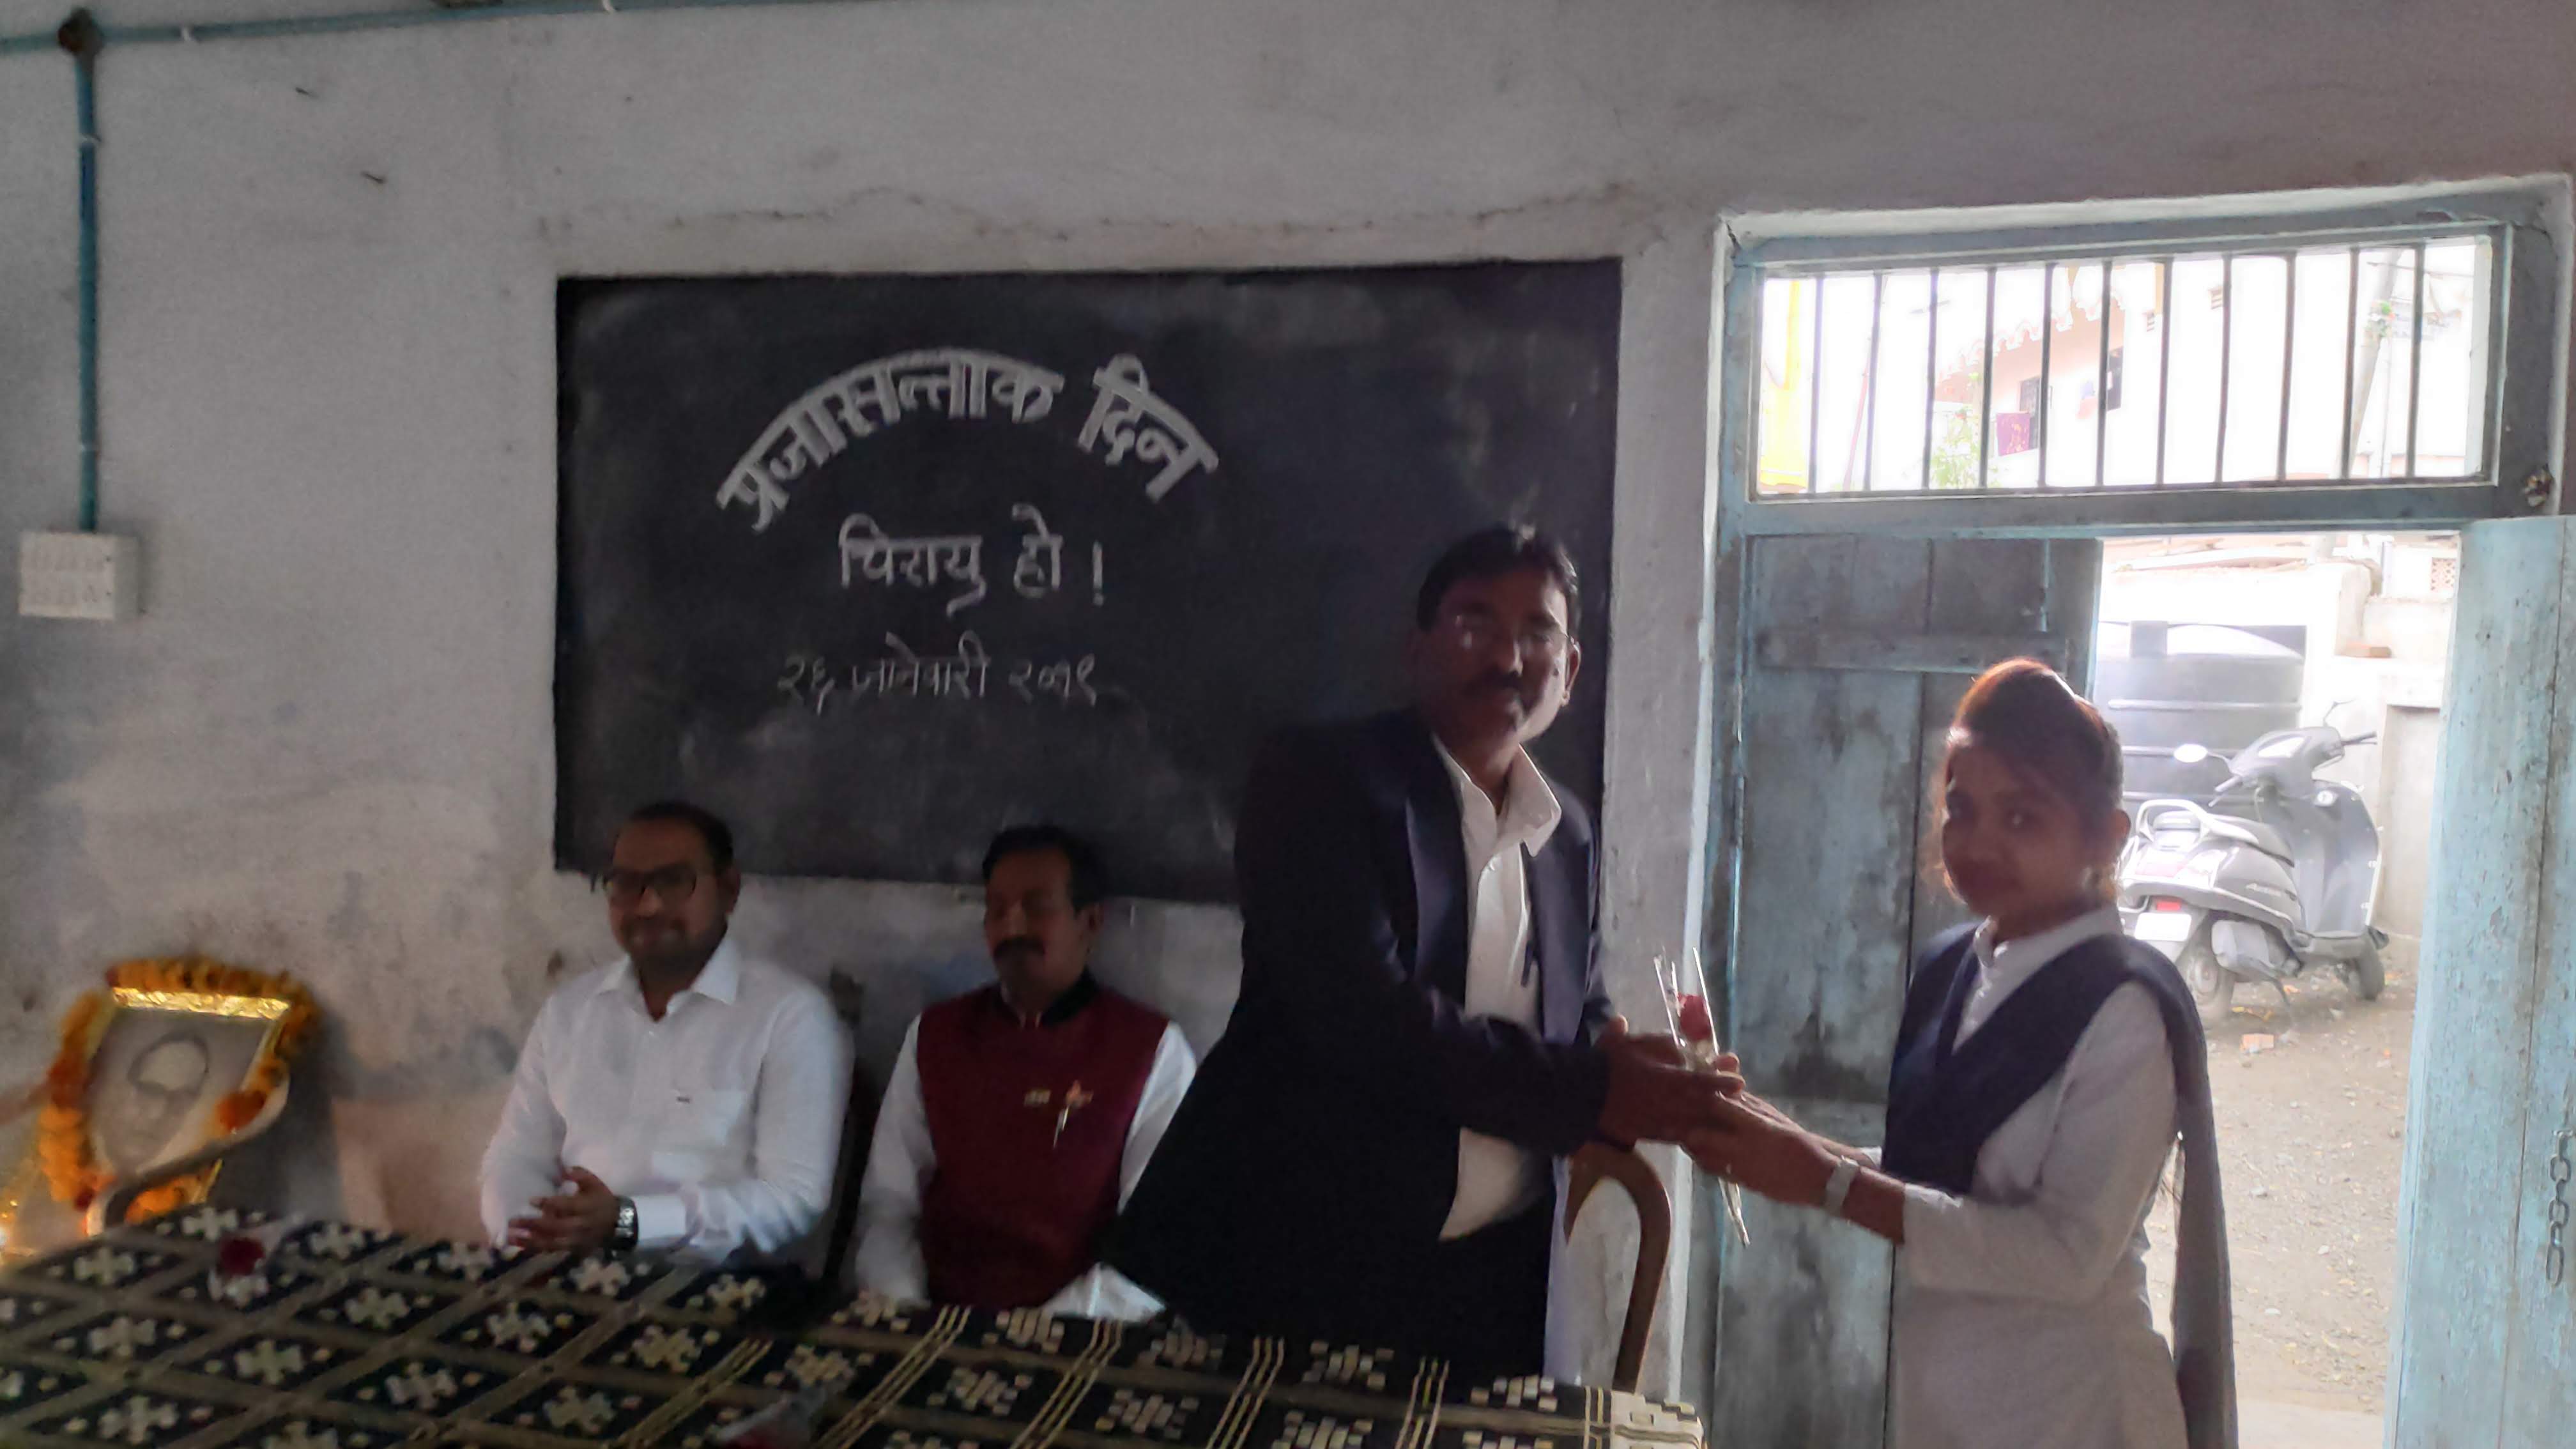 प्रजासत्ताक दिन
चिरायु हो !
२६ जानेवारी २०१९